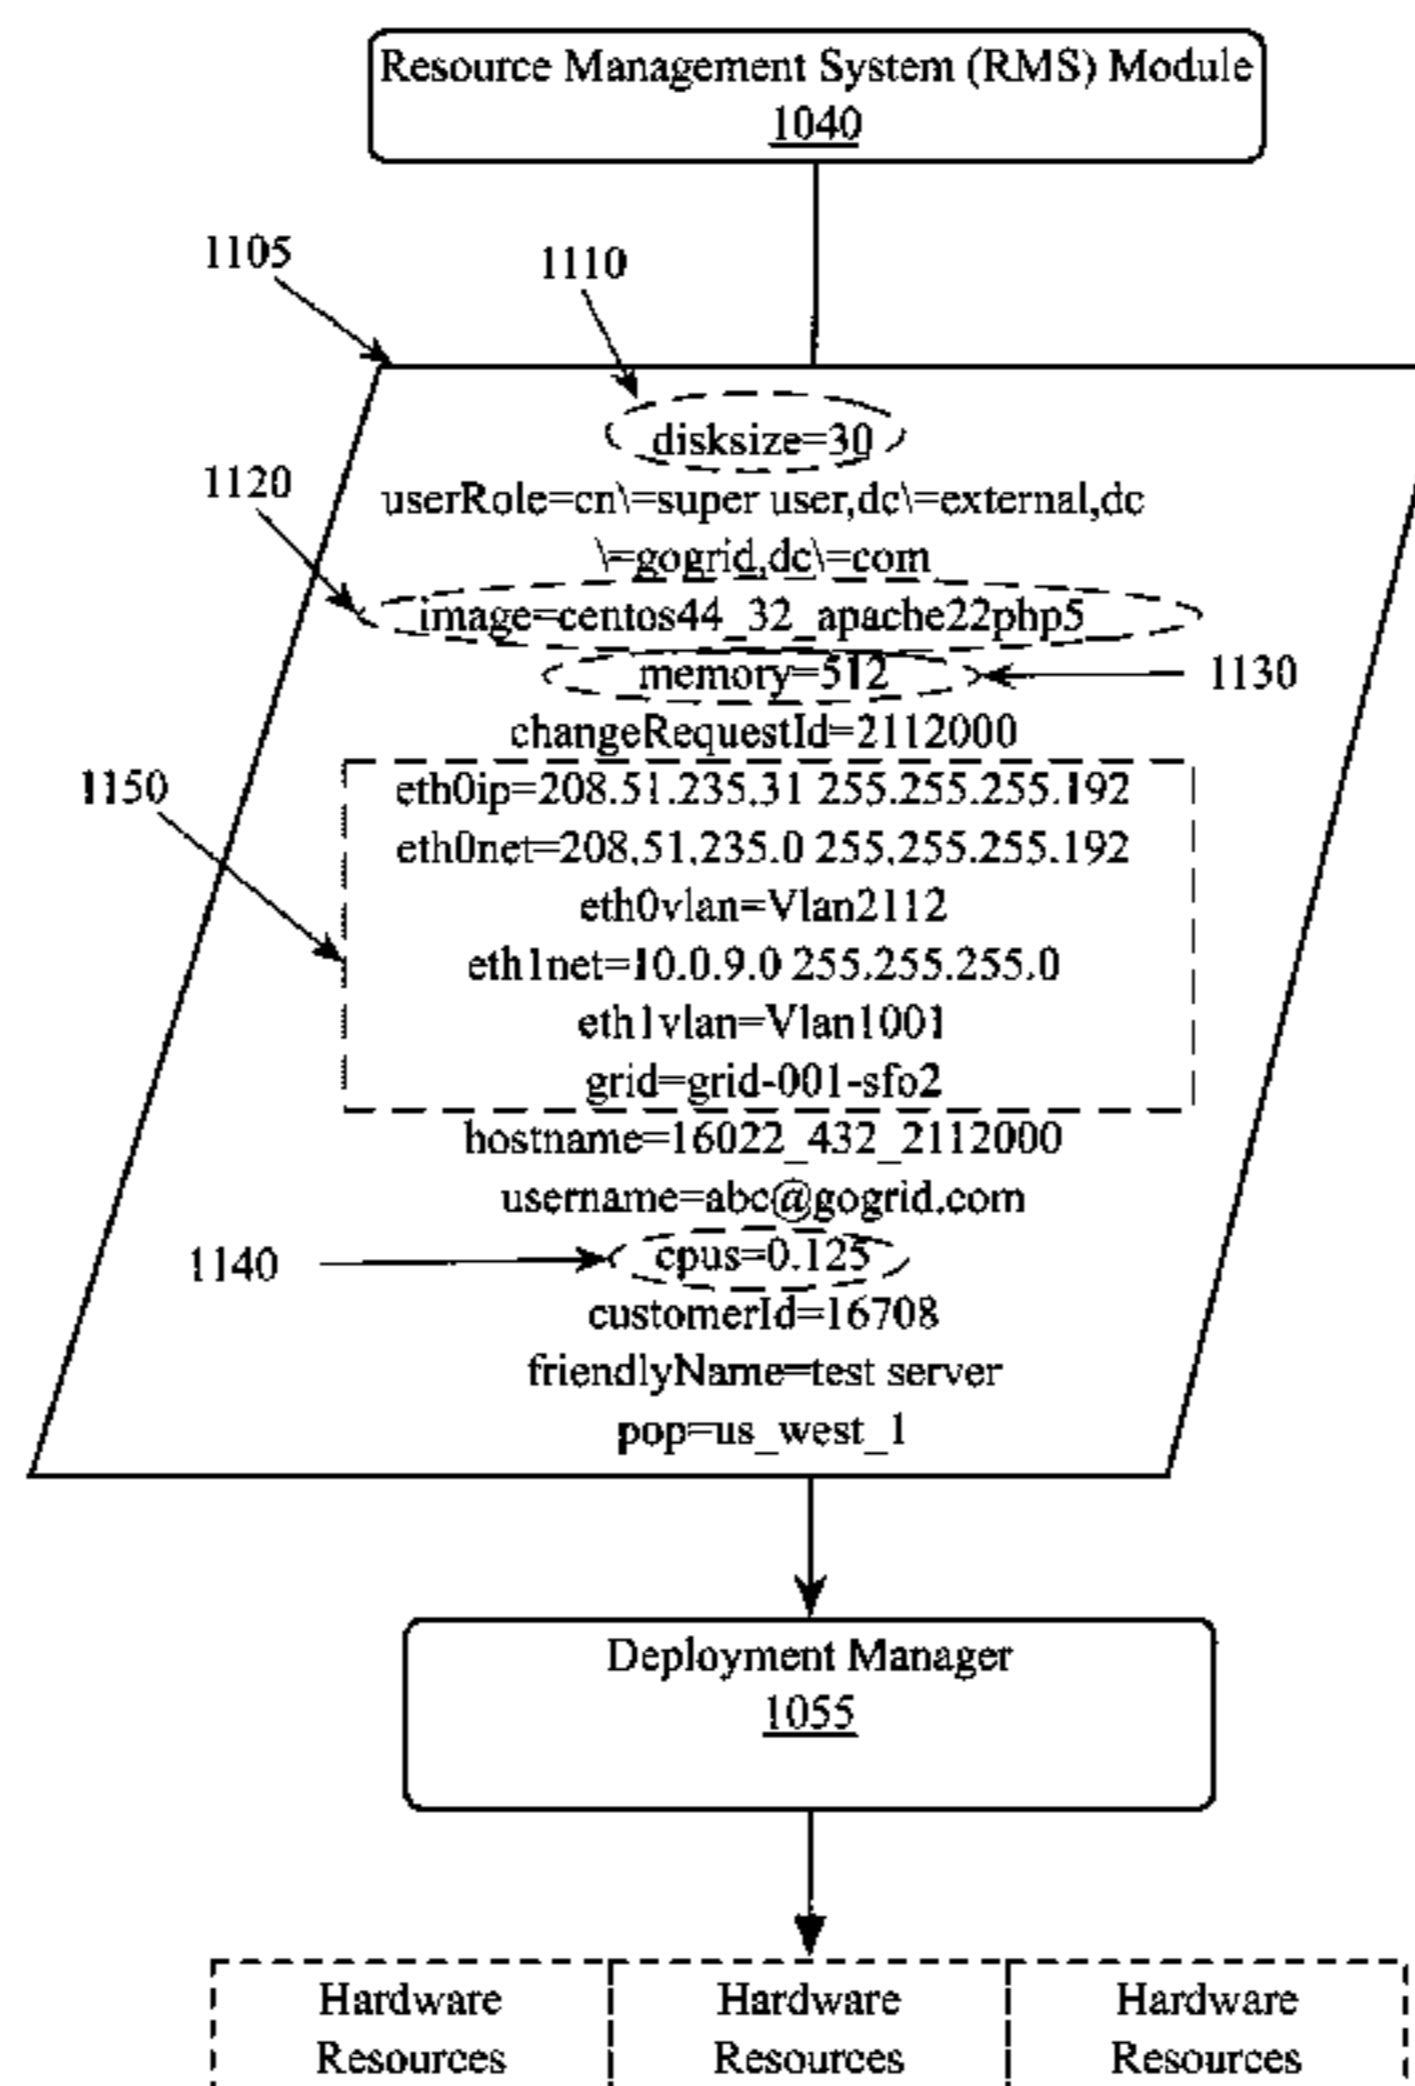 Resource Management System (RMS) Module
1040
1105
1110
disksize=30
1120
userRole=cn\=super user,dc\=external,dc
\=gogrid,dc\=com
image=centos44_32_apache22php5
memory=512
1130
changeRequestId=2112000
1150
eth0ip=208.51.235.31 255.255.255.192
eth0net=208.51.235.0 255.255.255.192
eth0vlan=Vlan2112
eth1net=10.0.9.0 255.255.255.0
eth1vlan=Vlan1001
grid=grid-001-sfo2
hostname=16022_432_2112000
username=abc@gogrid.com
1140
cpus=0.125
customerId=16708
friendlyName=test server
pop=us_west_1
Deployment Manager
1055
Hardware Hardware Hardware
Resources Resources Resources